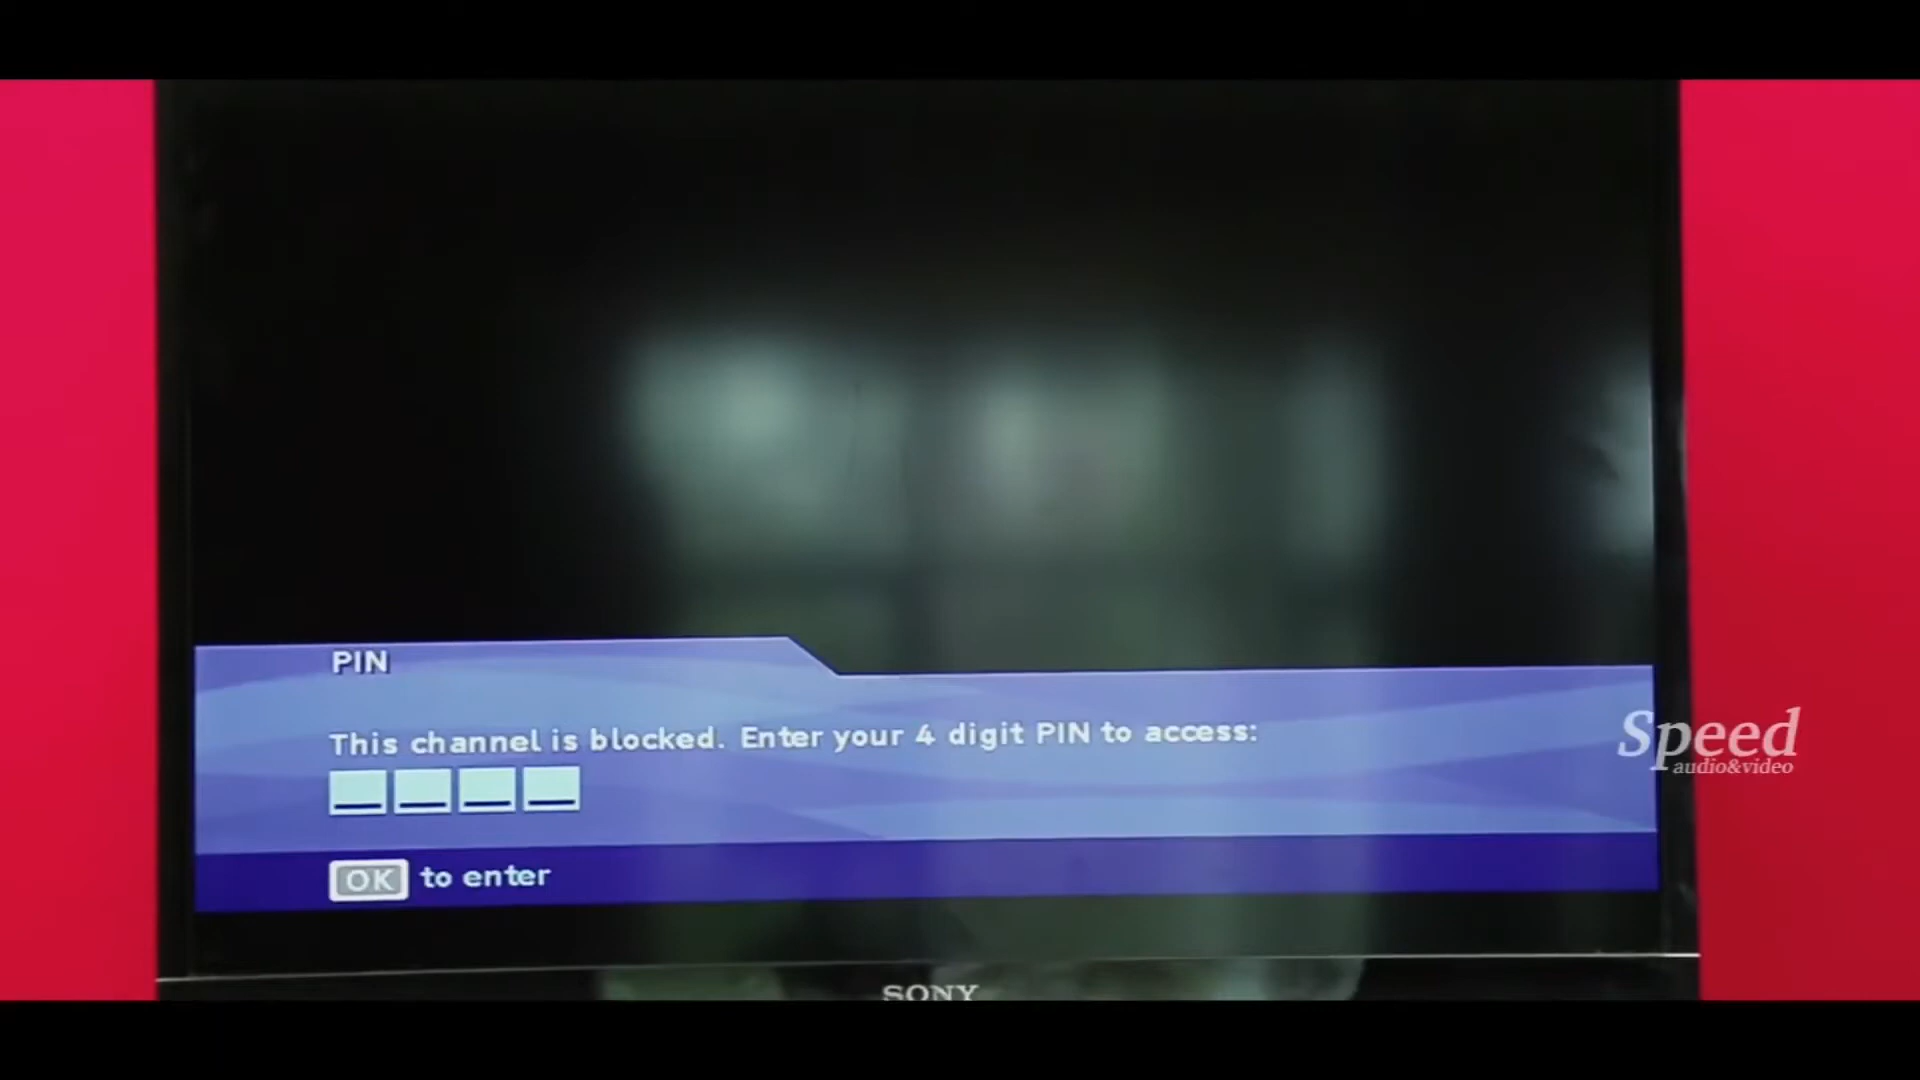 PIN
This channel is blocked. Enter your 4 digit PIN to access:
OK to enter
Speed
audio&video
SONY